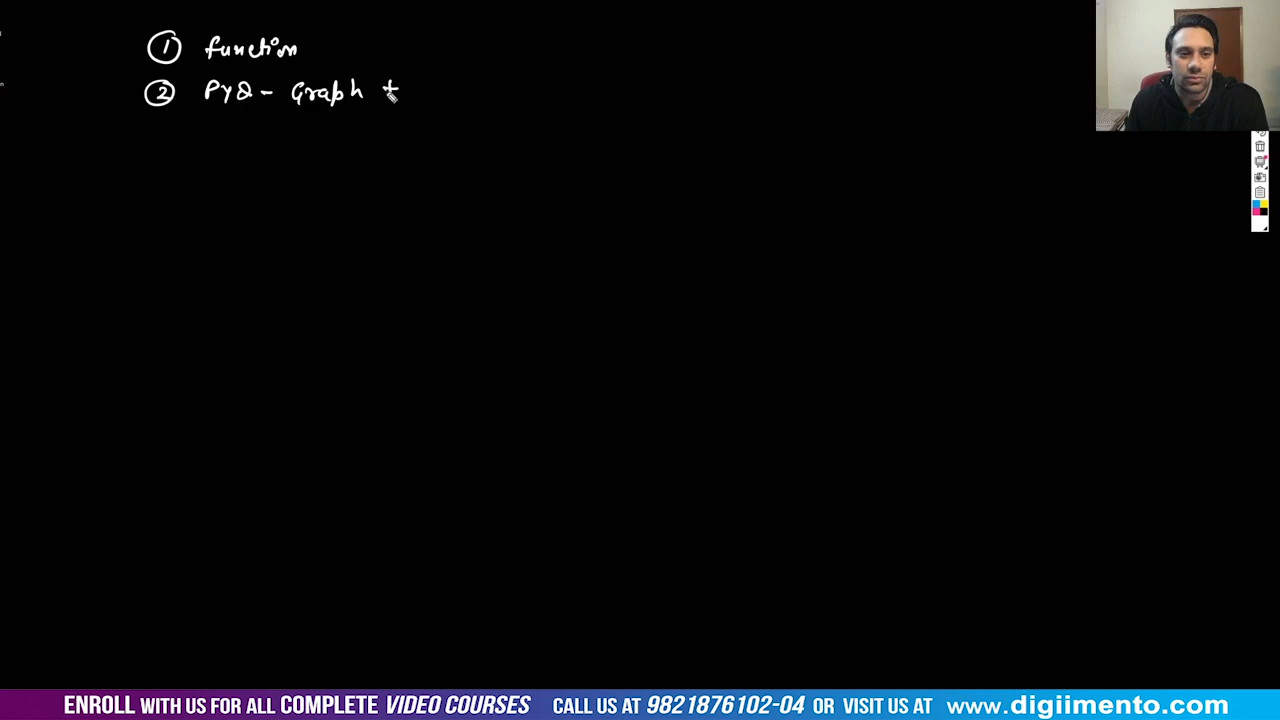 ① function
② PYQ - Graph +
ENROLL WITH US FOR ALL COMPLETE VIDEO COURSES CALL US AT 9821876102-04 OR VISIT US AT www.digiimento.com